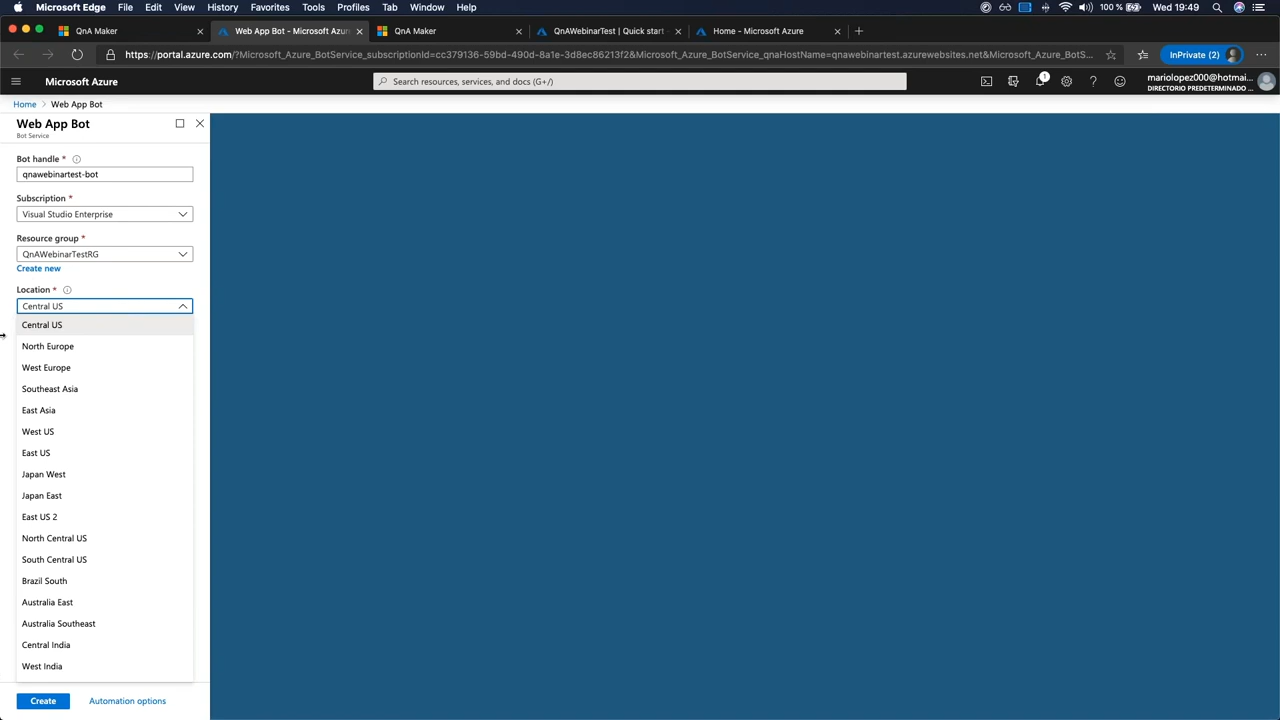 Microsoft Edge File Edit View History Favorites Tools Profiles Tab Window Help 100 % Wed 19:49
QnA Maker Web App Bot - Microsoft Azu QnA Maker QnAWebinarTest | Quick start - Home - Microsoft Azure
https://portal.azure.com/?Microsoft_Azure_BotService_subscriptionId=cc379136-59bd-490d-8a1e-3d8ec86213f2&Microsoft_Azure_BotService_qnaHostName=qnawebinartest.azurewebsites.net&Microsoft_Azure_BotS... InPrivate (2)
Microsoft Azure Search resources, services, and docs (G+/) 1 mariolopez000@hotmai...
DIRECTORIO PREDETERMINADO ...
Home > Web App Bot
Web App Bot
Bot Service
Bot handle *
qnawebinartest-bot
Subscription *
Visual Studio Enterprise
Resource group *
QnAWebinarTestRG
Create new
Location *
Central US
Central US
North Europe
West Europe
Southeast Asia
East Asia
West US
East US
Japan West
Japan East
East US 2
North Central US
South Central US
Brazil South
Australia East
Australia Southeast
Central India
West India
Create Automation options